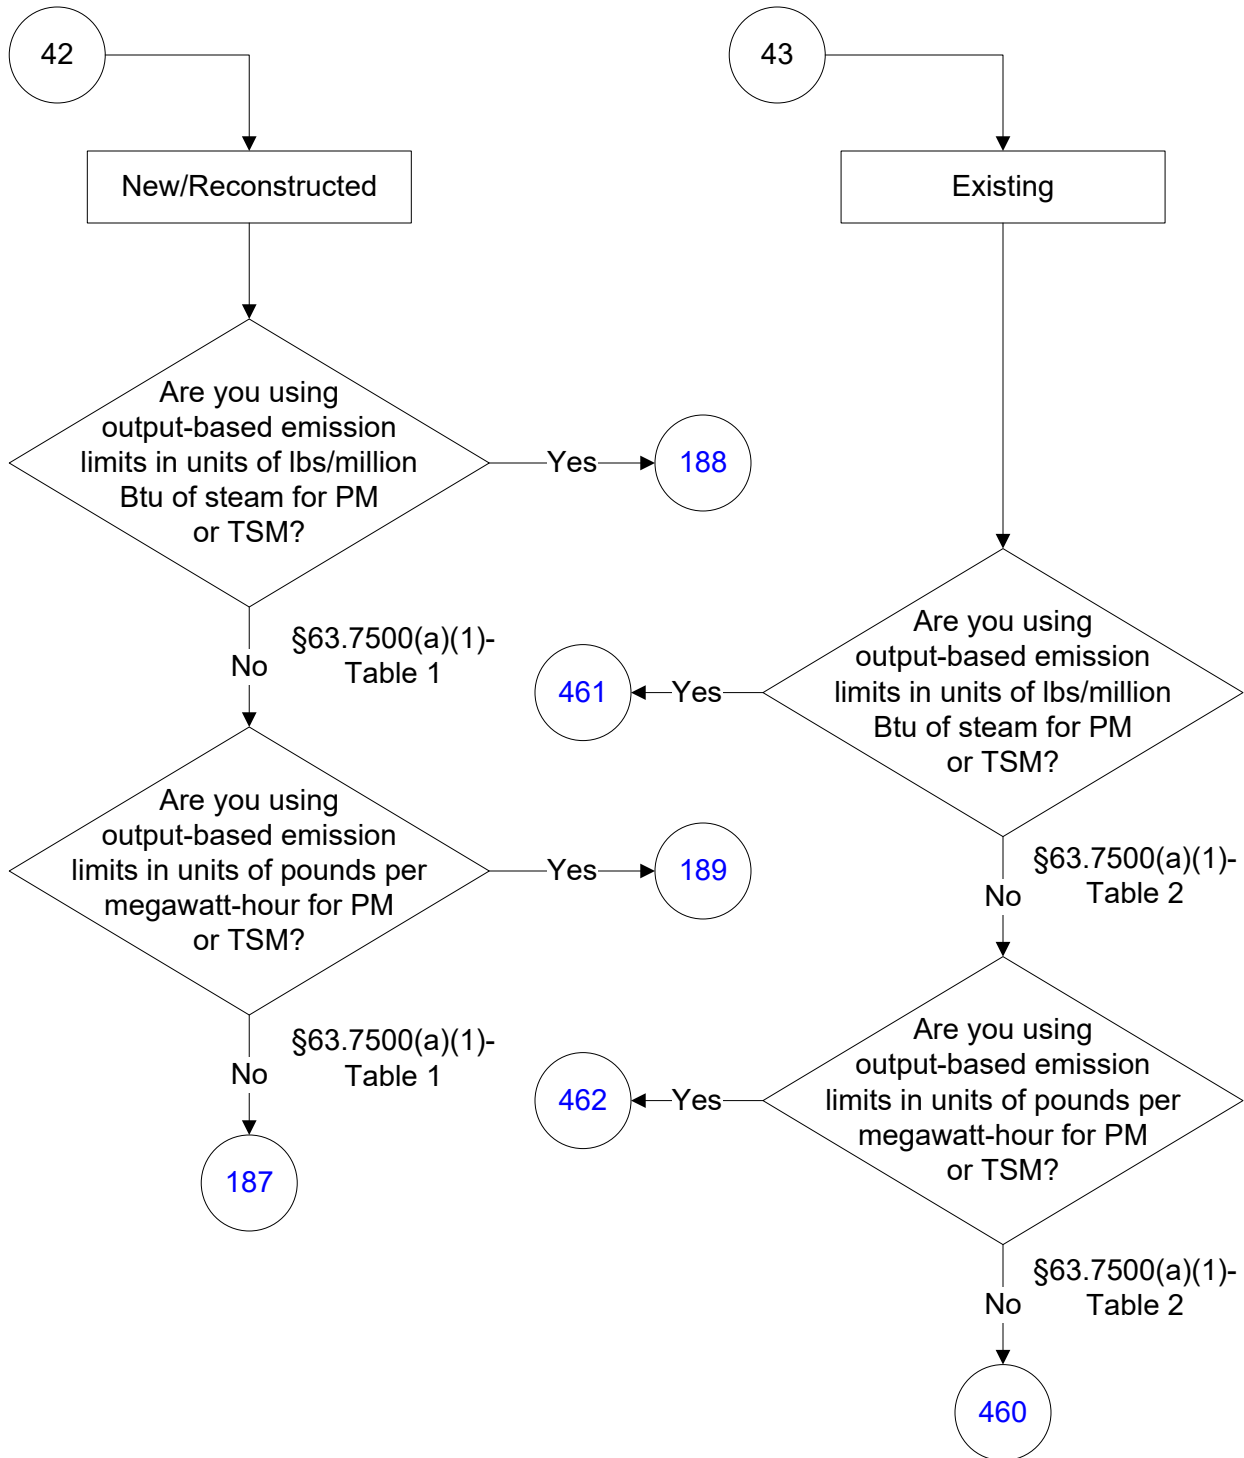 42
New/Reconstructed
Are you using
output-based emission
limits in units of lbs/million
Btu of steam for PM
or TSM?
Yes
188
No
§63.7500(a)(1)-
Table 1
Are you using
output-based emission
limits in units of pounds per
megawatt-hour for PM
or TSM?
Yes
189
No
§63.7500(a)(1)-
Table 1
187
43
Existing
Are you using
output-based emission
limits in units of lbs/million
Btu of steam for PM
or TSM?
Yes
461
No
§63.7500(a)(1)-
Table 2
Are you using
output-based emission
limits in units of pounds per
megawatt-hour for PM
or TSM?
Yes
462
No
§63.7500(a)(1)-
Table 2
460